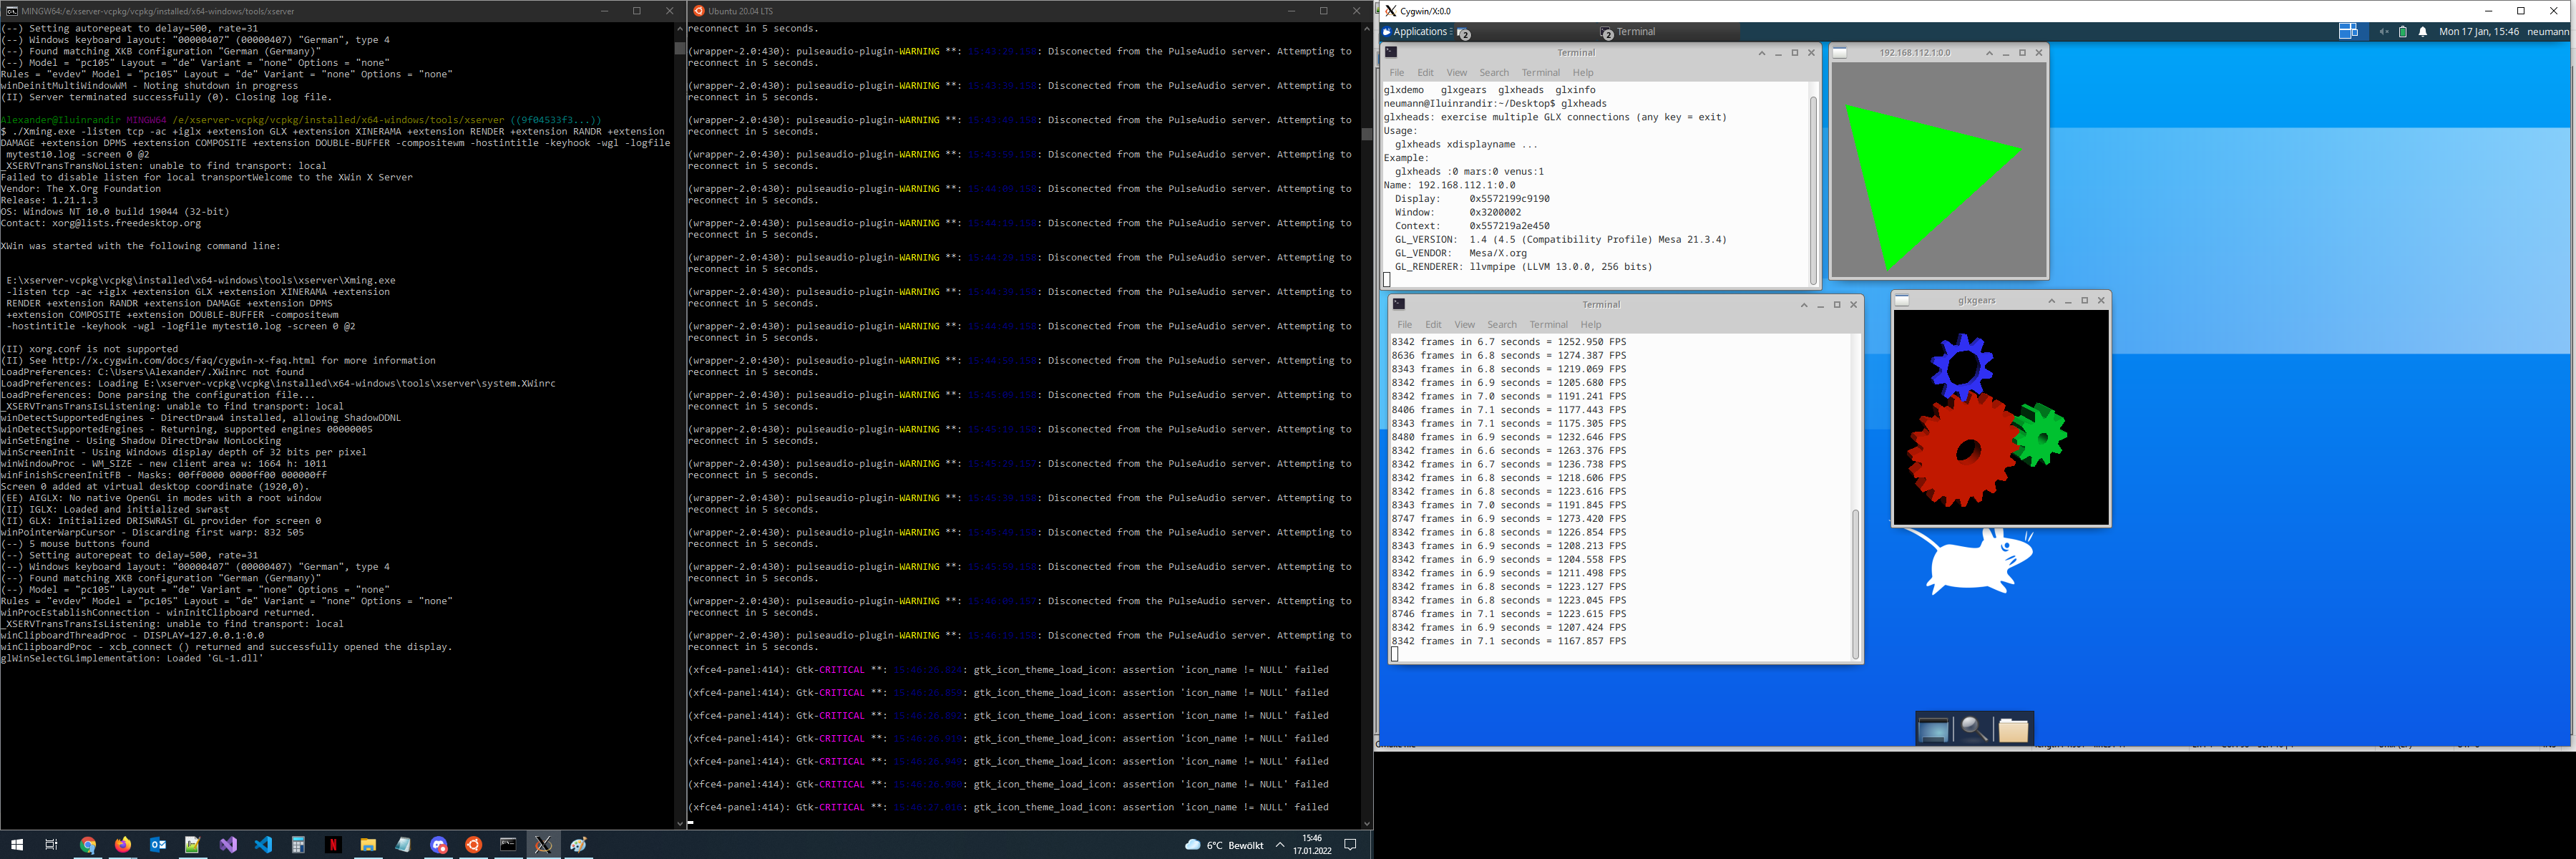 MINGW64:/e/xserver-vcpkg/vcpkg/installed/x64-windows/tools/xserver
(--) Setting autorepeat to delay=500, rate=31
(--) Windows keyboard layout: "00000407" (00000407) "German", type 4
(--) Found matching XKB configuration "German (Germany)"
(--) Model = "pc105" Layout = "de" Variant = "none" Options = "none"
Rules = "evdev" Model = "pc105" Layout = "de" Variant = "none" Options = "none"
winDeinitMultiWindowWM - Noting shutdown in progress
(II) Server terminated successfully (0). Closing log file.
Alexander@Iluinrandir MINGW64 /e/xserver-vcpkg/vcpkg/installed/x64-windows/tools/xserver ((9f04533f3...))
$ ./Xming.exe -listen tcp -ac +iglx +extension GLX +extension XINERAMA +extension RENDER +extension RANDR +extension
DAMAGE +extension DPMS +extension COMPOSITE +extension DOUBLE-BUFFER -compositewm -hostintitle -keyhook -wgl -logfile
mytest10.log -screen 0 @2
_XSERVTransTransNoListen: unable to find transport: local
Failed to disable listen for local transportWelcome to the XWin X Server
Vendor: The X.Org Foundation
Release: 1.21.1.3
OS: Windows NT 10.0 build 19044 (32-bit)
Contact: xorg@lists.freedesktop.org
XWin was started with the following command line:
E:\xserver-vcpkg\vcpkg\installed\x64-windows\tools\xserver\Xming.exe
-listen tcp -ac +iglx +extension GLX +extension XINERAMA +extension
RENDER +extension RANDR +extension DAMAGE +extension DPMS
+extension COMPOSITE +extension DOUBLE-BUFFER -compositewm
-hostintitle -keyhook -wgl -logfile mytest10.log -screen 0 @2
(II) xorg.conf is not supported
(II) See http://x.cygwin.com/docs/faq/cygwin-x-faq.html for more information
LoadPreferences: C:\Users\Alexander/.XWinrc not found
LoadPreferences: Loading E:\xserver-vcpkg\vcpkg\installed\x64-windows\tools\xserver\system.XWinrc
LoadPreferences: Done parsing the configuration file...
_XSERVTransTransIsListening: unable to find transport: local
winDetectSupportedEngines - DirectDraw4 installed, allowing ShadowDDNL
winDetectSupportedEngines - Returning, supported engines 00000005
winSetEngine - Using Shadow DirectDraw NonLocking
winScreenInit - Using Windows display depth of 32 bits per pixel
winWindowProc - WM_SIZE - new client area w: 1664 h: 1011
winFinishScreenInitFB - Masks: 00ff0000 0000ff00 000000ff
Screen 0 added at virtual desktop coordinate (1920,0).
(EE) AIGLX: No native OpenGL in modes with a root window
(II) IGLX: Loaded and initialized swrast
(II) GLX: Initialized DRISWRAST GL provider for screen 0
winPointerWarpCursor - Discarding first warp: 832 505
(--) 5 mouse buttons found
(--) Setting autorepeat to delay=500, rate=31
(--) Windows keyboard layout: "00000407" (00000407) "German", type 4
(--) Found matching XKB configuration "German (Germany)"
(--) Model = "pc105" Layout = "de" Variant = "none" Options = "none"
Rules = "evdev" Model = "pc105" Layout = "de" Variant = "none" Options = "none"
winProcEstablishConnection - winInitClipboard returned.
_XSERVTransTransIsListening: unable to find transport: local
winClipboardThreadProc - DISPLAY=127.0.0.1:0.0
winClipboardProc - xcb_connect () returned and successfully opened the display.
glWinSelectGLimplementation: Loaded 'GL-1.dll'
Ubuntu 20.04 LTS
reconnect in 5 seconds.
(wrapper-2.0:430): pulseaudio-plugin-WARNING **: : Disconected from the PulseAudio server. Attempting to
reconnect in 5 seconds.
(wrapper-2.0:430): pulseaudio-plugin-WARNING **: : Disconected from the PulseAudio server. Attempting to
reconnect in 5 seconds.
(wrapper-2.0:430): pulseaudio-plugin-WARNING **: : Disconected from the PulseAudio server. Attempting to
reconnect in 5 seconds.
(wrapper-2.0:430): pulseaudio-plugin-WARNING **: : Disconected from the PulseAudio server. Attempting to
reconnect in 5 seconds.
(wrapper-2.0:430): pulseaudio-plugin-WARNING **: : Disconected from the PulseAudio server. Attempting to
reconnect in 5 seconds.
(wrapper-2.0:430): pulseaudio-plugin-WARNING **: : Disconected from the PulseAudio server. Attempting to
reconnect in 5 seconds.
(wrapper-2.0:430): pulseaudio-plugin-WARNING **: : Disconected from the PulseAudio server. Attempting to
reconnect in 5 seconds.
(wrapper-2.0:430): pulseaudio-plugin-WARNING **: : Disconected from the PulseAudio server. Attempting to
reconnect in 5 seconds.
(wrapper-2.0:430): pulseaudio-plugin-WARNING **: : Disconected from the PulseAudio server. Attempting to
reconnect in 5 seconds.
(wrapper-2.0:430): pulseaudio-plugin-WARNING **: : Disconected from the PulseAudio server. Attempting to
reconnect in 5 seconds.
(wrapper-2.0:430): pulseaudio-plugin-WARNING **: : Disconected from the PulseAudio server. Attempting to
reconnect in 5 seconds.
(wrapper-2.0:430): pulseaudio-plugin-WARNING **: : Disconected from the PulseAudio server. Attempting to
reconnect in 5 seconds.
(wrapper-2.0:430): pulseaudio-plugin-WARNING **: : Disconected from the PulseAudio server. Attempting to
reconnect in 5 seconds.
(wrapper-2.0:430): pulseaudio-plugin-WARNING **: : Disconected from the PulseAudio server. Attempting to
reconnect in 5 seconds.
(wrapper-2.0:430): pulseaudio-plugin-WARNING **: : Disconected from the PulseAudio server. Attempting to
reconnect in 5 seconds.
(wrapper-2.0:430): pulseaudio-plugin-WARNING **: : Disconected from the PulseAudio server. Attempting to
reconnect in 5 seconds.
(wrapper-2.0:430): pulseaudio-plugin-WARNING **: : Disconected from the PulseAudio server. Attempting to
reconnect in 5 seconds.
(wrapper-2.0:430): pulseaudio-plugin-WARNING **: : Disconected from the PulseAudio server. Attempting to
reconnect in 5 seconds.
(xfce4-panel:414): Gtk-CRITICAL **: : gtk_icon_theme_load_icon: assertion 'icon_name != NULL' failed
(xfce4-panel:414): Gtk-CRITICAL **: : gtk_icon_theme_load_icon: assertion 'icon_name != NULL' failed
(xfce4-panel:414): Gtk-CRITICAL **: : gtk_icon_theme_load_icon: assertion 'icon_name != NULL' failed
(xfce4-panel:414): Gtk-CRITICAL **: : gtk_icon_theme_load_icon: assertion 'icon_name != NULL' failed
(xfce4-panel:414): Gtk-CRITICAL **: : gtk_icon_theme_load_icon: assertion 'icon_name != NULL' failed
(xfce4-panel:414): Gtk-CRITICAL **: : gtk_icon_theme_load_icon: assertion 'icon_name != NULL' failed
(xfce4-panel:414): Gtk-CRITICAL **: : gtk_icon_theme_load_icon: assertion 'icon_name != NULL' failed
Cygwin/X:0.0
Applications 2 2 Terminal Mon 17 Jan, 15:46 neumann
Terminal
File Edit View Search Terminal Help
glxdemo glxgears glxheads glxinfo
neumann@Iluinrandir:~/Desktop$ glxheads
glxheads: exercise multiple GLX connections (any key = exit)
Usage:
glxheads xdisplayname ...
Example:
glxheads :0 mars:0 venus:1
Name: 192.168.112.1:0.0
Display: 0x5572199c9190
Window: 0x3200002
Context: 0x557219a2e450
GL_VERSION: 1.4 (4.5 (Compatibility Profile) Mesa 21.3.4)
GL_VENDOR: Mesa/X.org
GL_RENDERER: llvmpipe (LLVM 13.0.0, 256 bits)
192.168.112.1:0.0
Terminal
File Edit View Search Terminal Help
8342 frames in 6.7 seconds = 1252.950 FPS
8636 frames in 6.8 seconds = 1274.387 FPS
8343 frames in 6.8 seconds = 1219.069 FPS
8342 frames in 6.9 seconds = 1205.680 FPS
8342 frames in 7.0 seconds = 1191.241 FPS
8406 frames in 7.1 seconds = 1177.443 FPS
8343 frames in 7.1 seconds = 1175.305 FPS
8480 frames in 6.9 seconds = 1232.646 FPS
8342 frames in 6.6 seconds = 1263.376 FPS
8342 frames in 6.7 seconds = 1236.738 FPS
8342 frames in 6.8 seconds = 1218.606 FPS
8342 frames in 6.8 seconds = 1223.616 FPS
8343 frames in 7.0 seconds = 1191.845 FPS
8747 frames in 6.9 seconds = 1273.420 FPS
8342 frames in 6.8 seconds = 1226.854 FPS
8343 frames in 6.9 seconds = 1208.213 FPS
8342 frames in 6.9 seconds = 1204.558 FPS
8342 frames in 6.9 seconds = 1211.498 FPS
8342 frames in 6.8 seconds = 1223.127 FPS
8342 frames in 6.8 seconds = 1223.045 FPS
8746 frames in 7.1 seconds = 1223.615 FPS
8342 frames in 6.9 seconds = 1207.424 FPS
8342 frames in 7.1 seconds = 1167.857 FPS
glxgears
6°C Bewölkt
15:46
17.01.2022